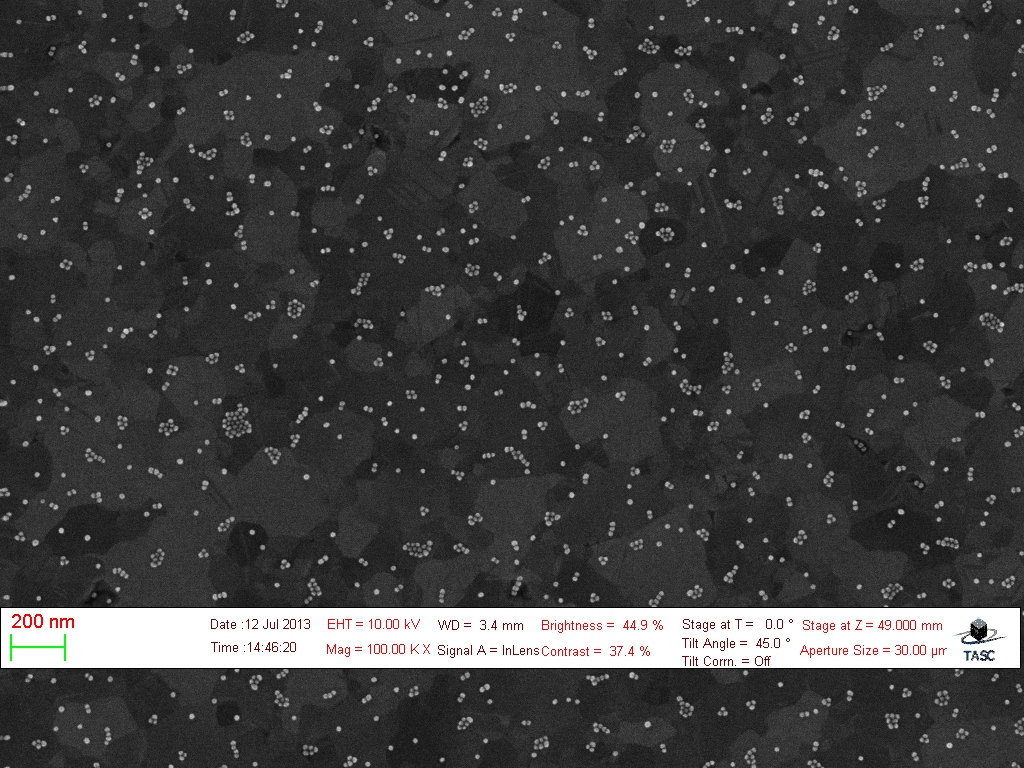 200 nm
Date :12 Jul 2013 EHT = 10.00 kV WD = 3.4 mm Brightness = 44.9 % Stage at T = 0.0 ° Stage at Z = 49.000 mm
Time :14:46:20 Mag = 100.00 K X Signal A = InLens Contrast = 37.4 % Tilt Angle = 45.0 ° Aperture Size = 30.00 µm
Tilt Corrn. = Off
TASC